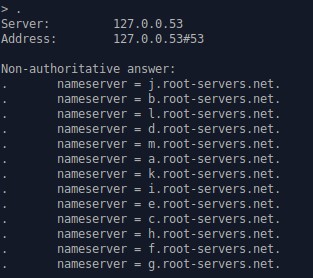 > .
Server:		127.0.0.53
Address:	127.0.0.53#53

Non-authoritative answer:
.	nameserver = j.root-servers.net.
.	nameserver = b.root-servers.net.
.	nameserver = l.root-servers.net.
.	nameserver = d.root-servers.net.
.	nameserver = m.root-servers.net.
.	nameserver = a.root-servers.net.
.	nameserver = k.root-servers.net.
.	nameserver = i.root-servers.net.
.	nameserver = e.root-servers.net.
.	nameserver = c.root-servers.net.
.	nameserver = h.root-servers.net.
.	nameserver = f.root-servers.net.
.	nameserver = g.root-servers.net.